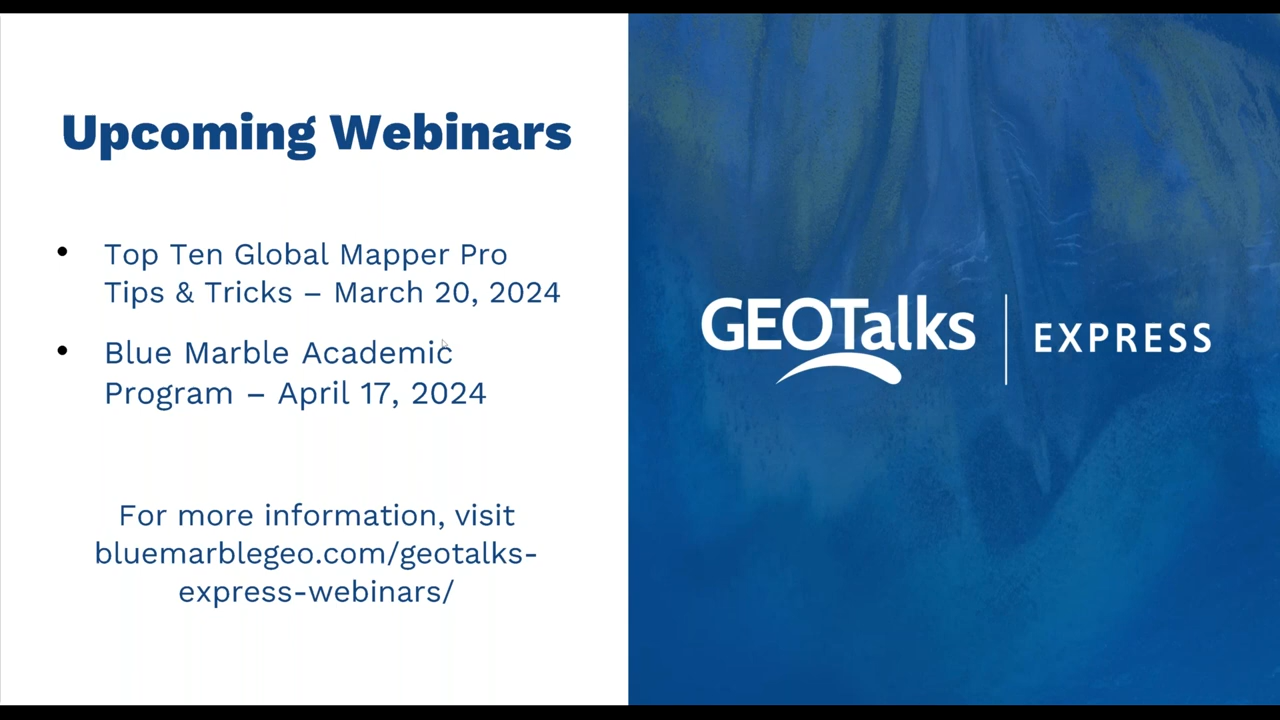 Upcoming Webinars
• Top Ten Global Mapper Pro
Tips & Tricks – March 20, 2024
• Blue Marble Academic
Program – April 17, 2024
For more information, visit
bluemarblegeo.com/geotalks-
express-webinars/
GEOTalks | EXPRESS